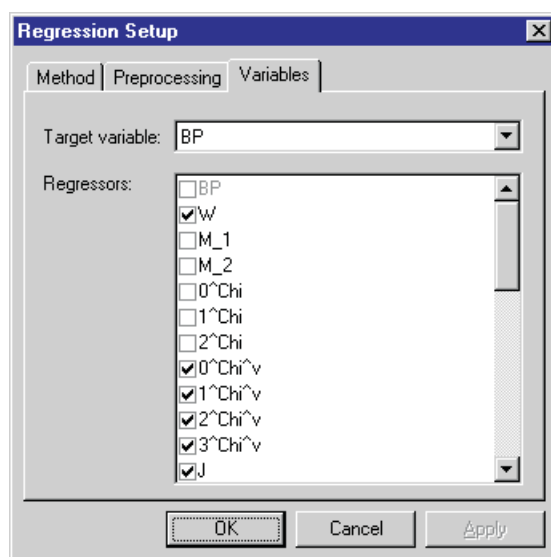 Regression Setup
Method Preprocessing Variables
Target variable: BP
Regressors:
BP
W
M_1
M_2
0^Chi
1^Chi
2^Chi
0^Chi^v
1^Chi^v
2^Chi^v
3^Chi^v
J
OK Cancel Apply